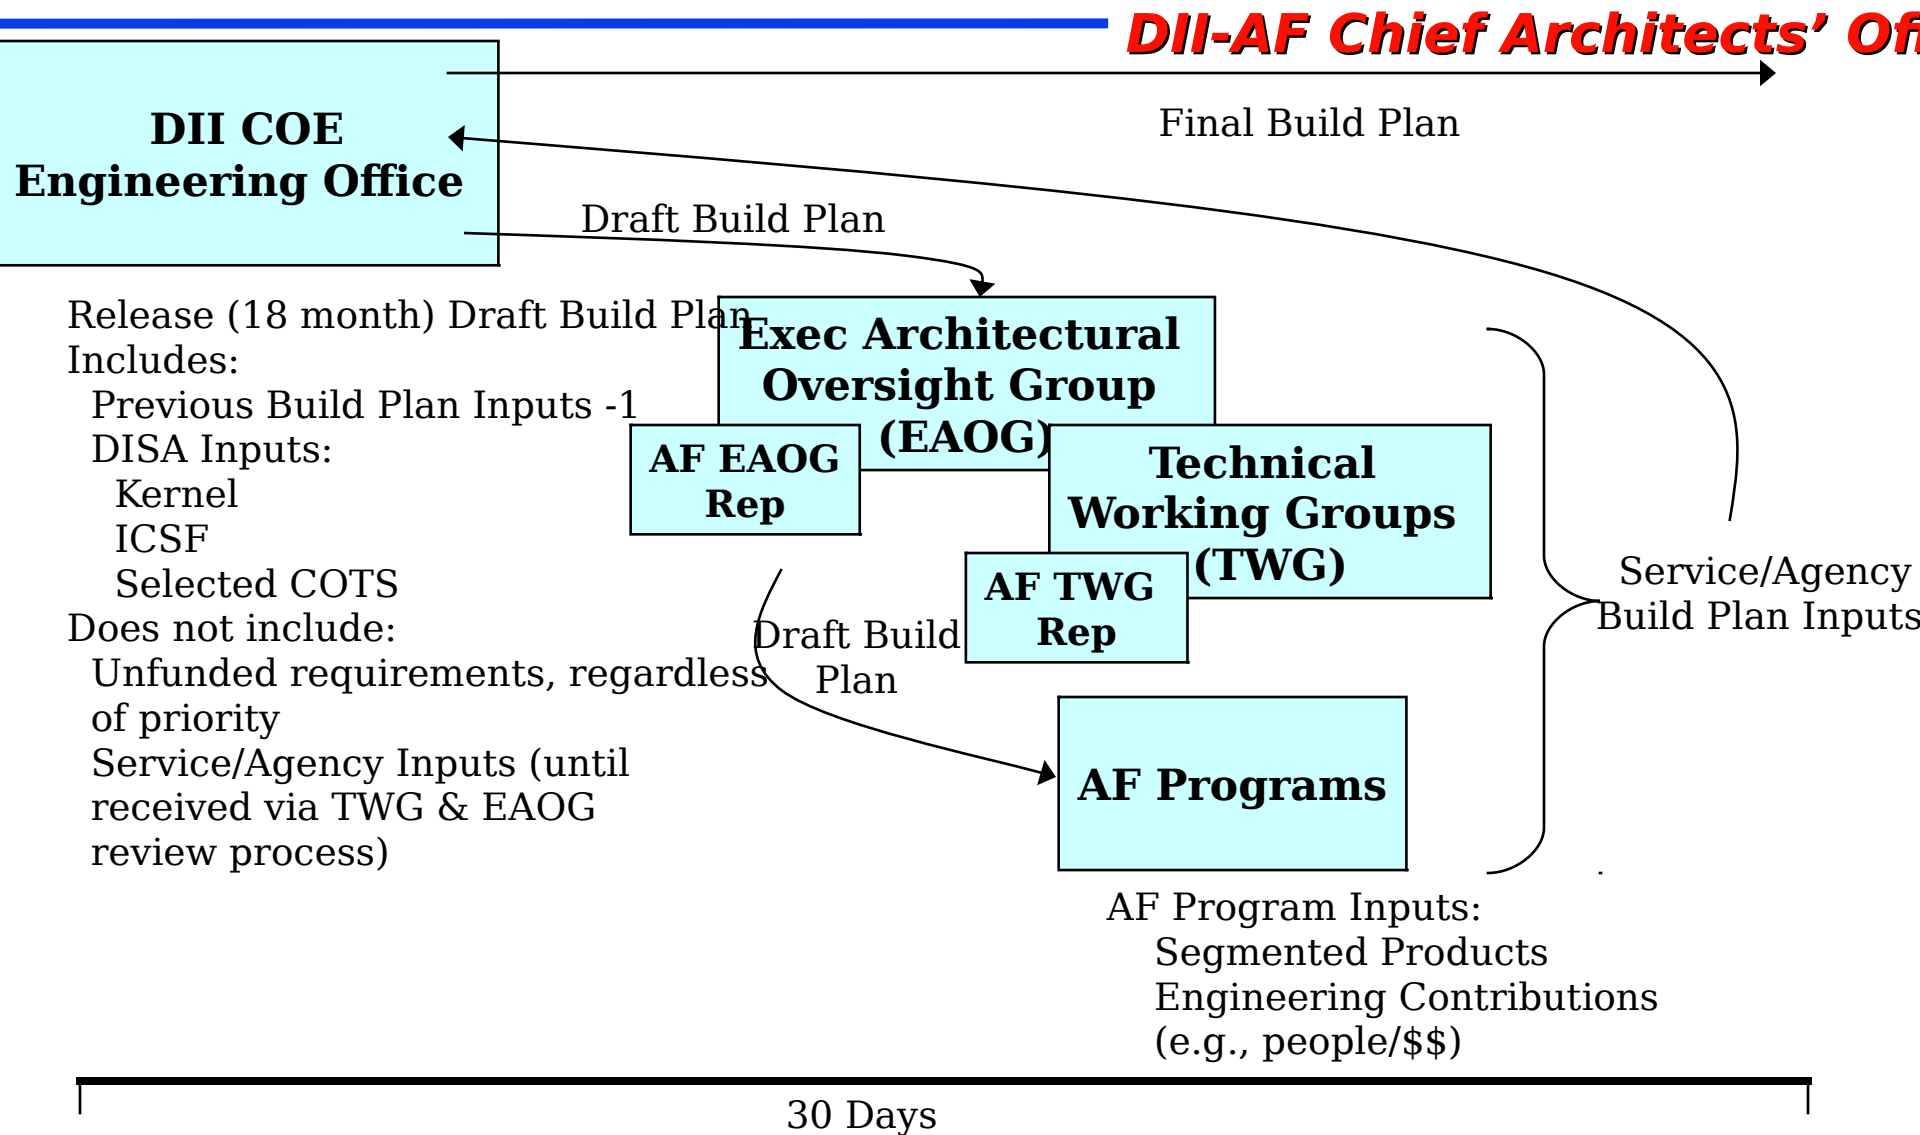 DII-AF Chief Architects’
DII COE
Engineering Office
Final Build Plan
Draft Build Plan
Release (18 month) Draft Build Plan
Includes:
Previous Build Plan Inputs -1
DISA Inputs:
Kernel
ICSF
Selected COTS
Does not include:
Unfunded requirements, regardless
of priority
Service/Agency Inputs (until
received via TWG & EAOG
review process)
Exec Architectural
Oversight Group
(EAOG)
AF EAOG
Rep
Technical
Working Groups
(TWG)
AF TWG
Rep
Draft Build
Plan
AF Programs
Service/Agency
Build Plan Inputs
AF Program Inputs:
Segmented Products
Engineering Contributions
(e.g., people/$$)
30 Days